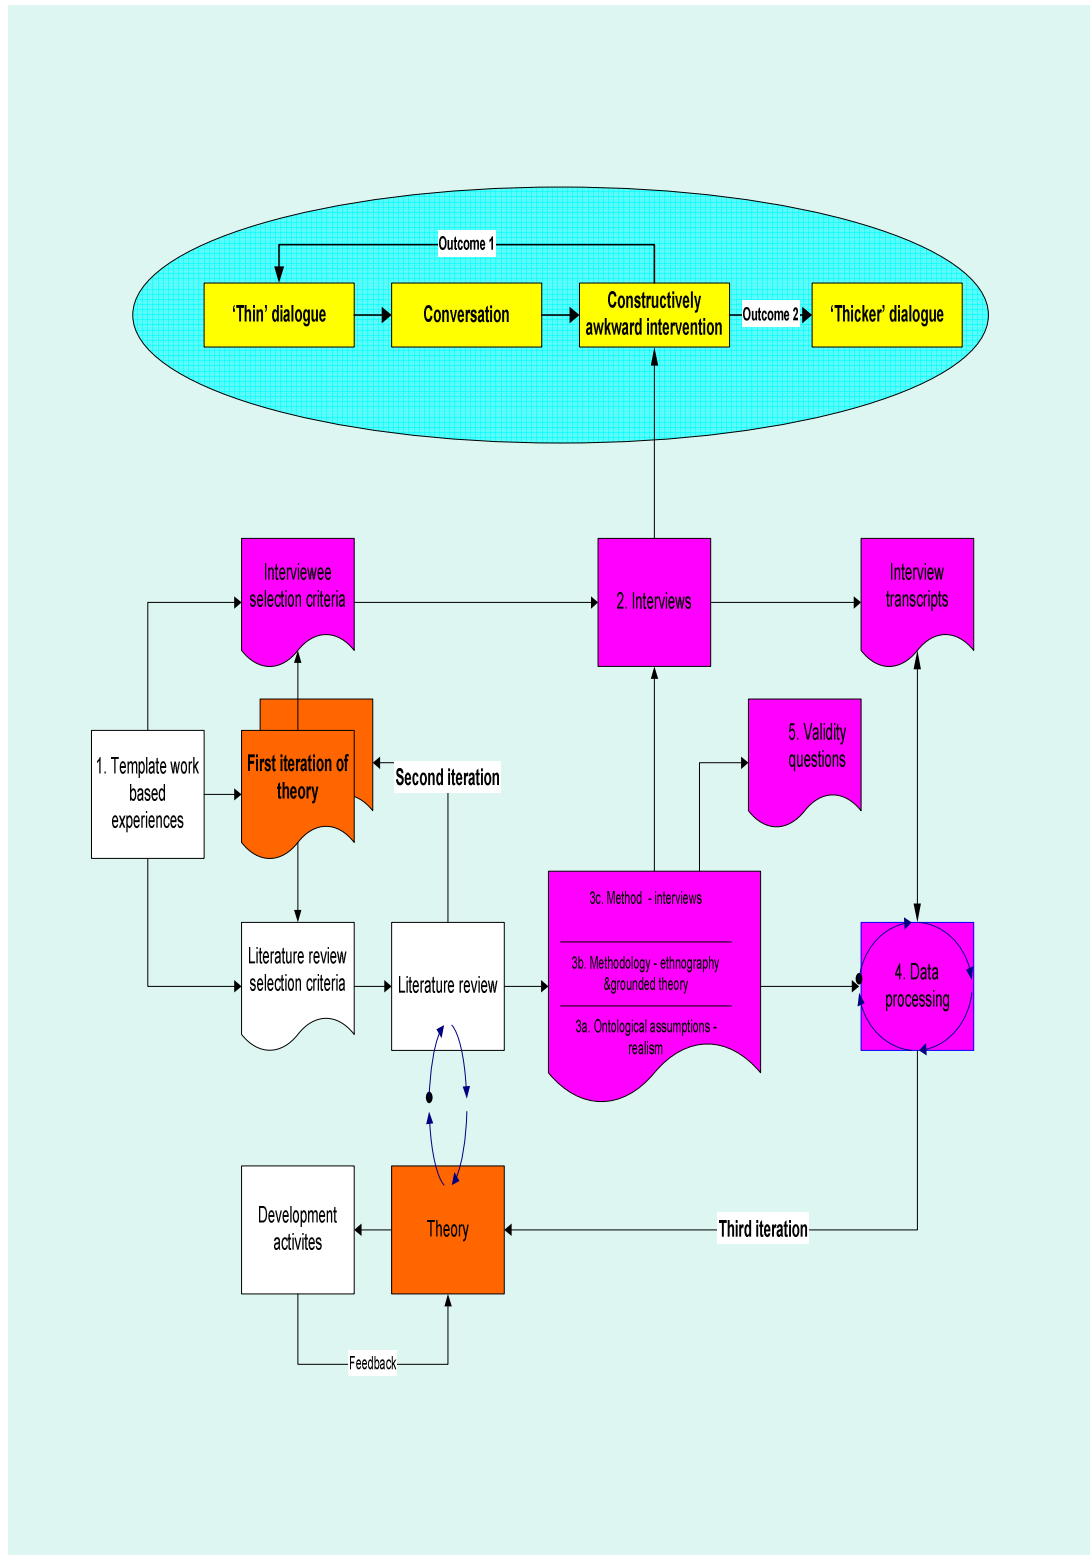 Outcome 1
‘Thin’ dialogue
Conversation
Constructively
awkward intervention
Outcome 2
‘Thicker’ dialogue
Interviewee
selection criteria
2. Interviews
Interview
transcripts
1. Template work
based
experiences
First iteration of
theory
Second iteration
5. Validity
questions
Literature review
selection criteria
Literature review
3c. Method - interviews
3b. Methodology - ethnography
&grounded theory
3a. Ontological assumptions -
realism
4. Data
processing
Development
activites
Theory
Third iteration
Feedback